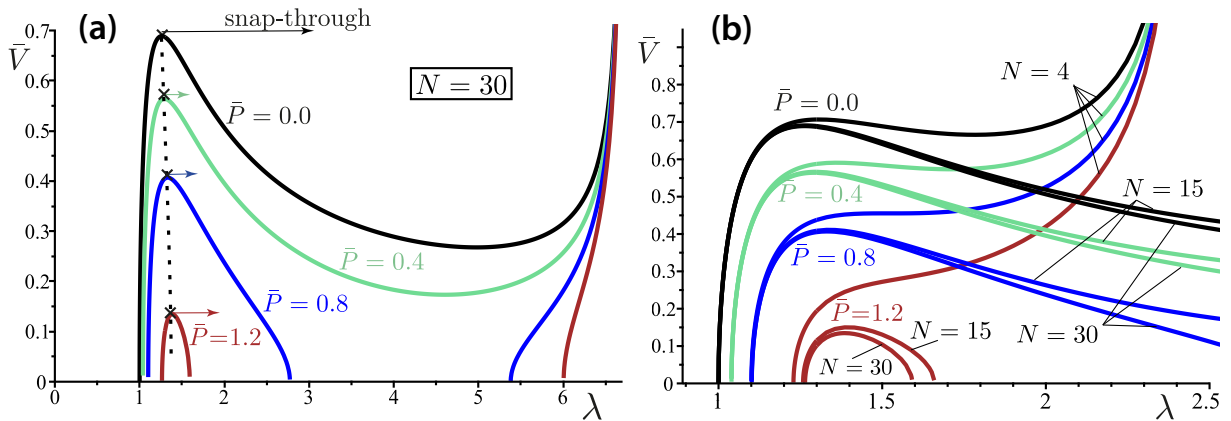 (a)
snap-through
V̄
0.7
0.6
0.5
0.4
0.3
0.2
0.1
0
N = 30
P̄ = 0.0
P̄ = 0.4
P̄ = 0.8
P̄=1.2
0 1 2 3 4 5 6 λ
(b)
V̄
0.9
0.8
0.7
0.6
0.5
0.4
0.3
0.2
0.1
0
N = 4
P̄ = 0.0
P̄ = 0.4
N = 15
P̄ = 0.8
P̄=1.2
N = 15
N = 30
N = 30
1 1.5 2 λ 2.5